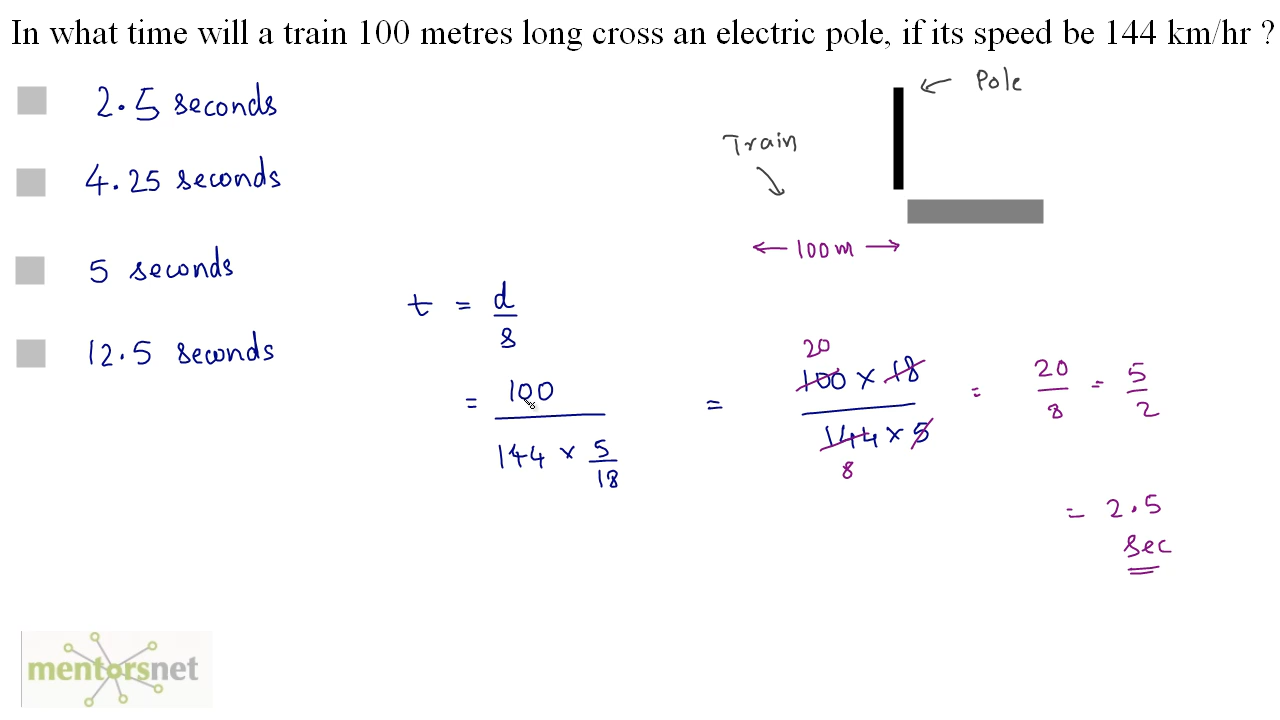 In what time will a train 100 metres long cross an electric pole, if its speed be 144 km/hr ?
2.5 seconds
4.25 seconds
5 seconds
12.5 seconds
Pole
Train
← 100m →
t = d/s
= 100 / 144 × 5/18
= 100 × 18 / 144 × 5
20
8
= 20/8 = 5/2
= 2.5
sec
mentorsnet